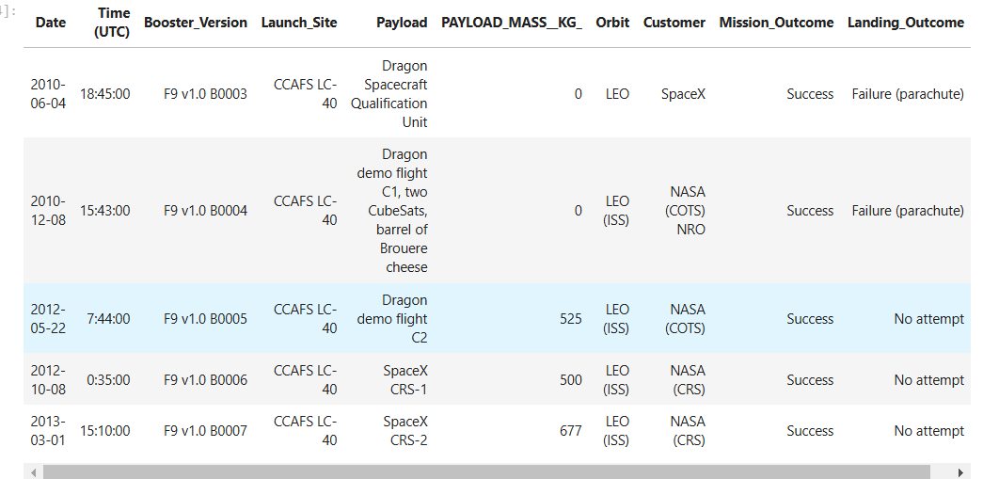 4]:
Date Time (UTC) Booster_Version Launch_Site Payload PAYLOAD_MASS__KG_ Orbit Customer Mission_Outcome Landing_Outcome
2010-06-04 18:45:00 F9 v1.0 B0003 CCAFS LC-40 Dragon Spacecraft Qualification Unit 0 LEO SpaceX Success Failure (parachute)
2010-12-08 15:43:00 F9 v1.0 B0004 CCAFS LC-40 Dragon demo flight C1, two CubeSats, barrel of Brouere cheese 0 LEO (ISS) NASA (COTS) NRO Success Failure (parachute)
2012-05-22 7:44:00 F9 v1.0 B0005 CCAFS LC-40 Dragon demo flight C2 525 LEO (ISS) NASA (COTS) Success No attempt
2012-10-08 0:35:00 F9 v1.0 B0006 CCAFS LC-40 SpaceX CRS-1 500 LEO (ISS) NASA (CRS) Success No attempt
2013-03-01 15:10:00 F9 v1.0 B0007 CCAFS LC-40 SpaceX CRS-2 677 LEO (ISS) NASA (CRS) Success No attempt